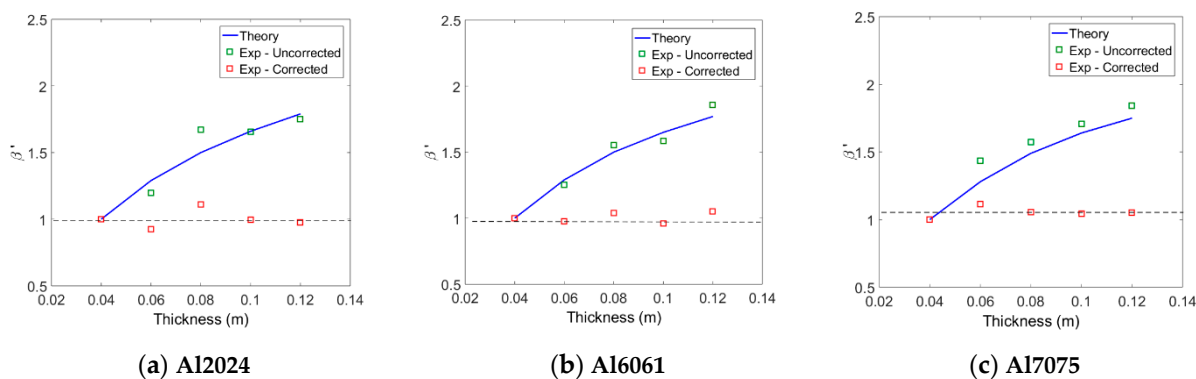 2.5
2
1.5
1
0.5
0.02
0.04
0.06
0.08
0.1
0.12
0.14
β'
Thickness (m)
Theory
Exp - Uncorrected
Exp - Corrected
(a) Al2024
2.5
2
1.5
1
0.5
0.02
0.04
0.06
0.08
0.1
0.12
0.14
β'
Thickness (m)
Theory
Exp - Uncorrected
Exp - Corrected
(b) Al6061
2.5
2
1.5
1
0.5
0.02
0.04
0.06
0.08
0.1
0.12
0.14
β'
Thickness (m)
Theory
Exp - Uncorrected
Exp - Corrected
(c) Al7075